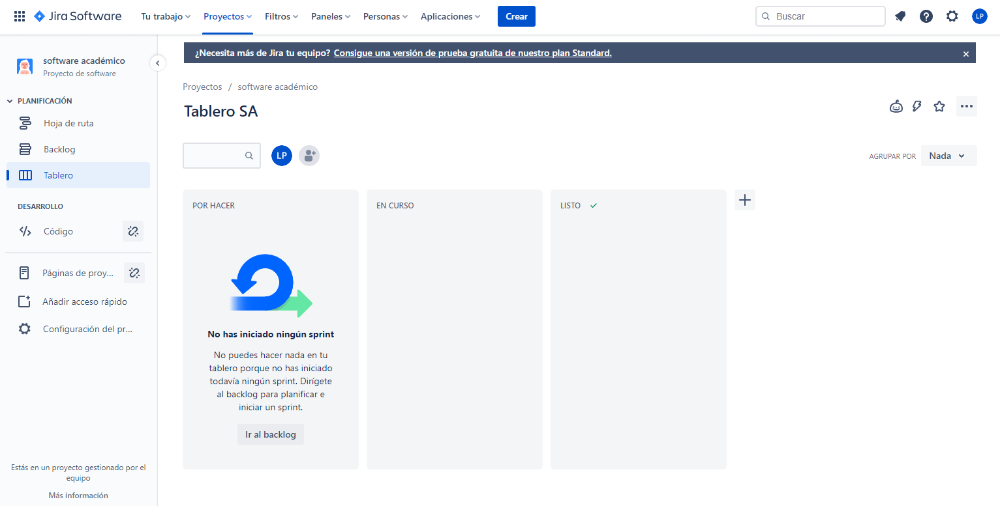 Jira Software Tu trabajo Proyectos Filtros Paneles Personas Aplicaciones Crear Buscar LP
¿Necesita más de Jira tu equipo? Consigue una versión de prueba gratuita de nuestro plan Standard.
software académico
Proyecto de software
PLANIFICACIÓN
Hoja de ruta
Backlog
Tablero
DESARROLLO
Código
Páginas de proy...
Añadir acceso rápido
Configuración del pr...
Estás en un proyecto gestionado por el
equipo
Más información
Proyectos / software académico
Tablero SA
LP
AGRUPAR POR Nada
POR HACER
EN CURSO
LISTO
No has iniciado ningún sprint
No puedes hacer nada en tu
tablero porque no has iniciado
todavía ningún sprint. Dirígete
al backlog para planificar e
iniciar un sprint.
Ir al backlog